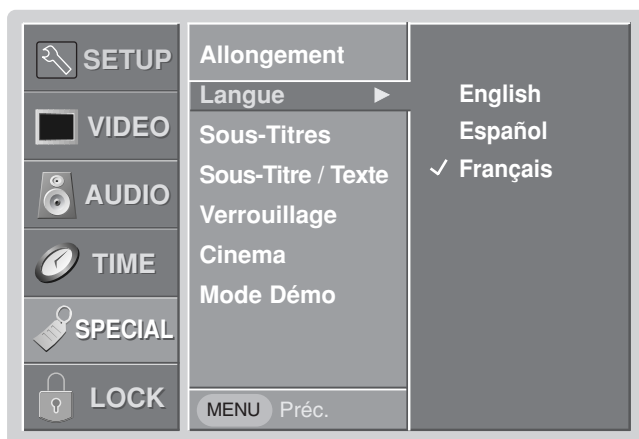 SETUP
VIDEO
AUDIO
TIME
SPECIAL
LOCK
Allongement
Langue ►
Sous-Titres
Sous-Titre / Texte
Verrouillage
Cinema
Mode Démo
MENU Préc.
English
Español
✓ Français